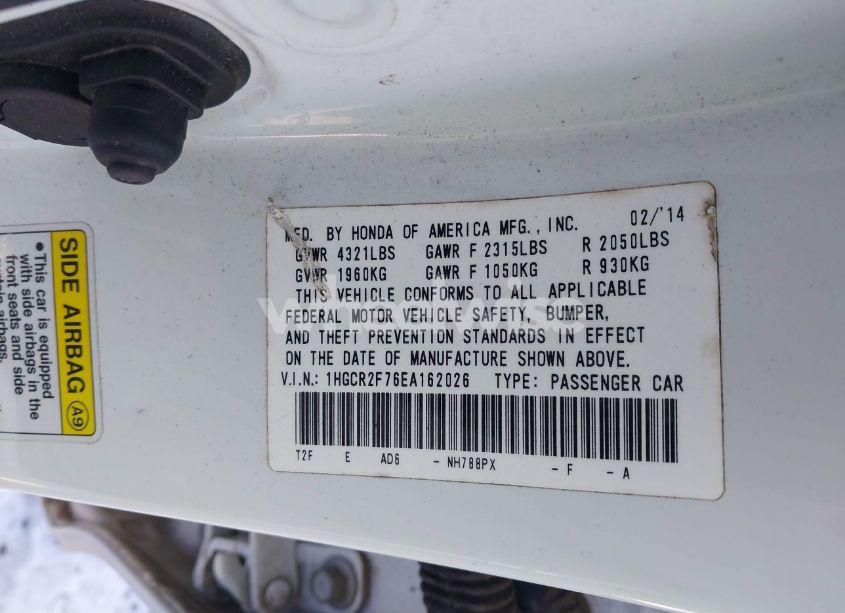 SIDE AIRBAG A9
•This car is equipped
with side airbags in the
front seats and side
curtain airbags.
MFD. BY HONDA OF AMERICA MFG., INC. 02/'14
GVWR 4321LBS GAWR F 2315LBS R 2050LBS
GVWR 1960KG GAWR F 1050KG R 930KG
THIS VEHICLE CONFORMS TO ALL APPLICABLE
FEDERAL MOTOR VEHICLE SAFETY, BUMPER,
AND THEFT PREVENTION STANDARDS IN EFFECT
ON THE DATE OF MANUFACTURE SHOWN ABOVE.
V.I.N.: 1HGCR2F76EA162026 TYPE: PASSENGER CAR
T2F E AD6 - NH788PX - F - A
wheelwise